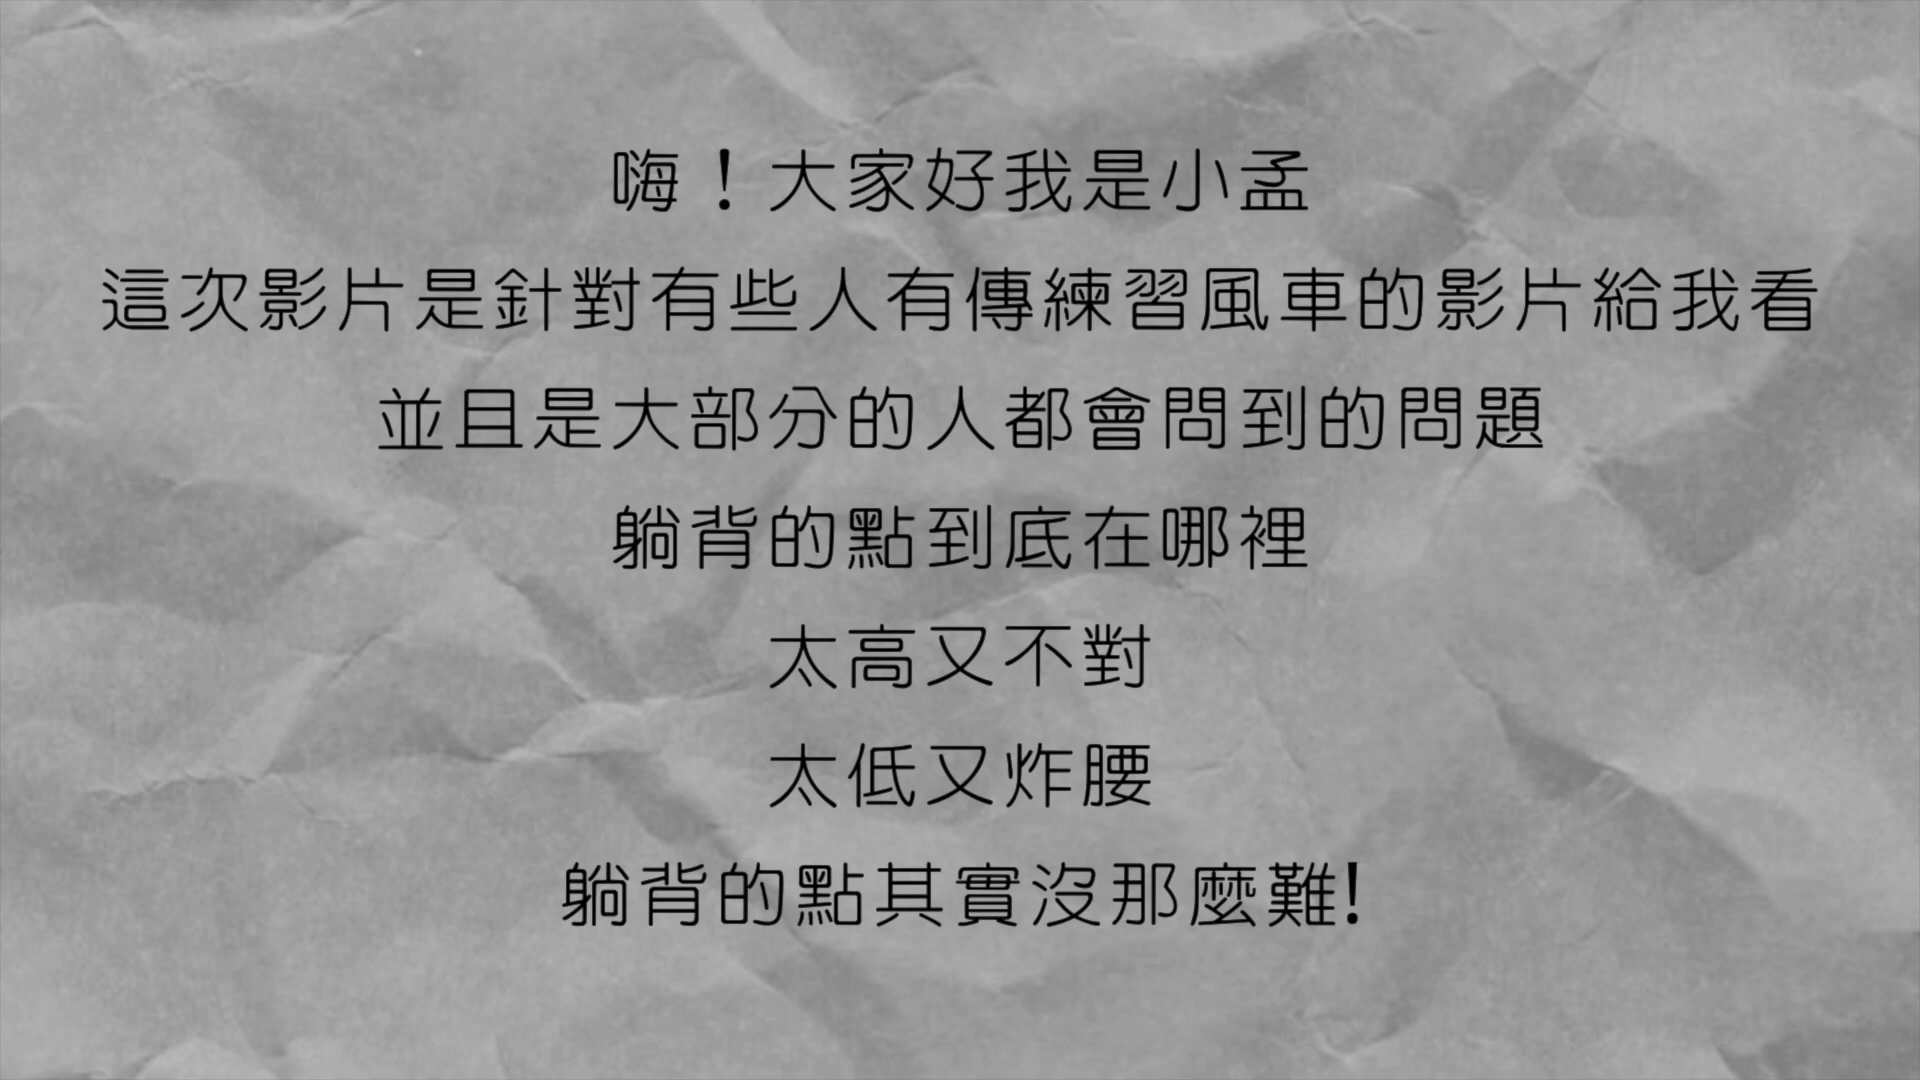 嗨！大家好我是小孟
這次影片是針對有些人有傳練習風車的影片給我看
並且是大部分的人都會問到的問題
躺背的點到底在哪裡
太高又不對
太低又炸腰
躺背的點其實沒那麼難!